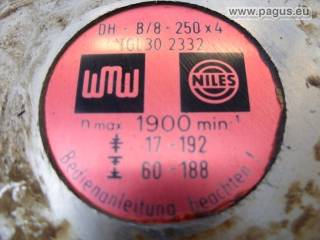 www.pagus.eu
DH - B/8 - 250 x 4
TGL 30 2332
WMW
NILES
n max 1900 min-1
17 - 192
60 - 188
Bedienanleitung beachten!